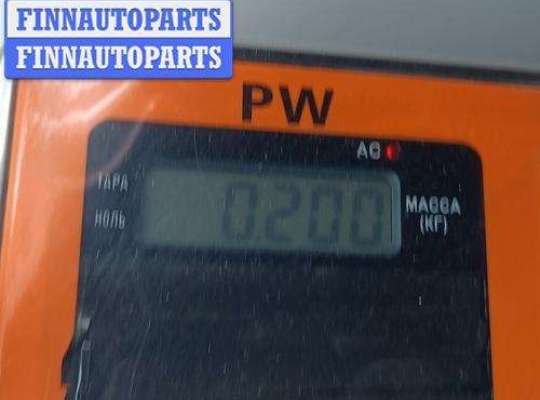 FINNAUTOPARTS
FINNAUTOPARTS
PW
AC
ТАРА
0.200
МАССА
НОЛЬ
(КГ)